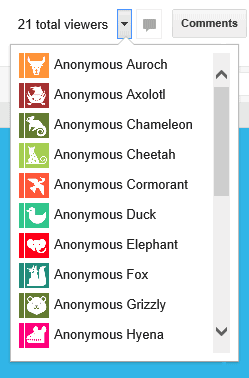 21 total viewers
Comments
Anonymous Auroch
Anonymous Axolotl
Anonymous Chameleon
Anonymous Cheetah
Anonymous Cormorant
Anonymous Duck
Anonymous Elephant
Anonymous Fox
Anonymous Grizzly
Anonymous Hyena